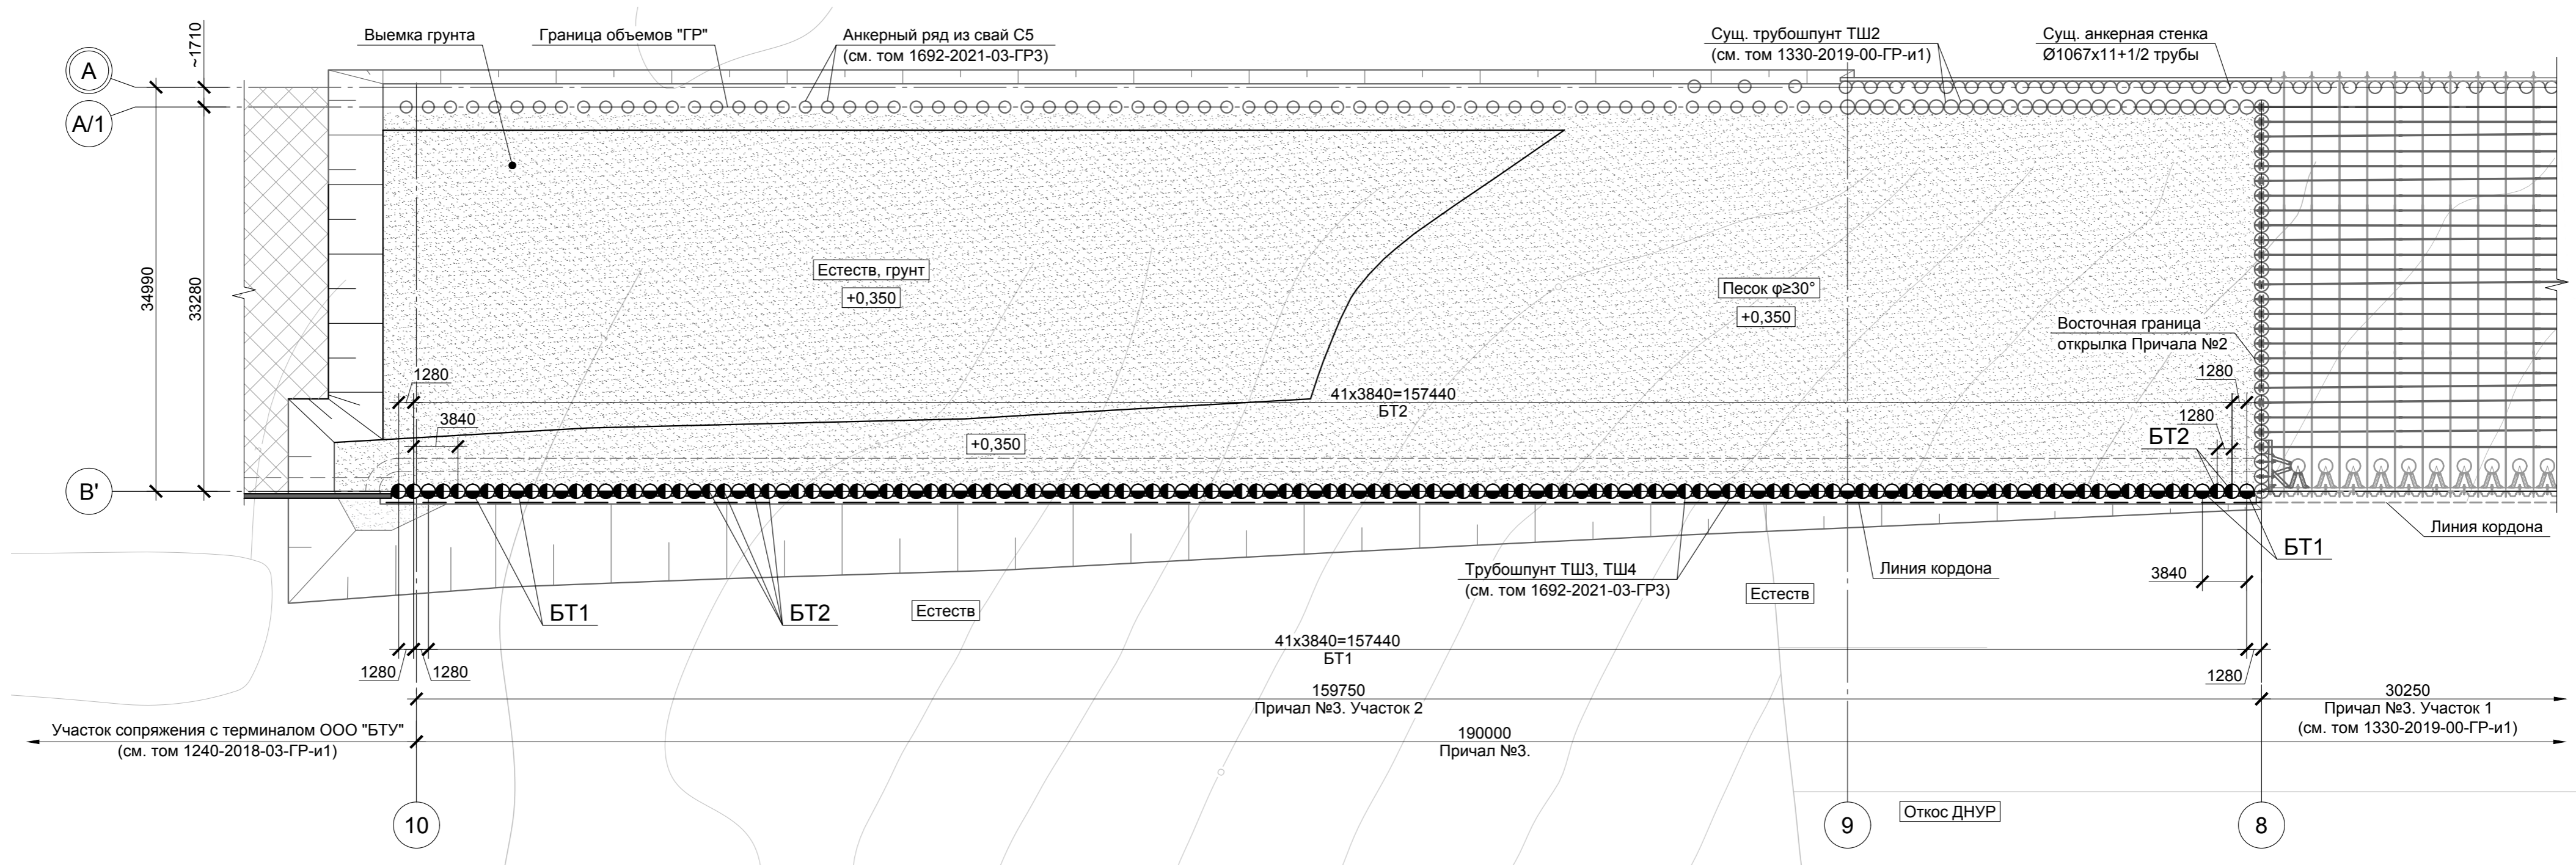 ~1710
Выемка грунта
Граница объемов "ГР"
Анкерный ряд из свай С5
(см. том 1692-2021-03-ГР3)
Сущ. трубошпунт ТШ2
(см. том 1330-2019-00-ГР-и1)
Сущ. анкерная стенка
Ø1067х11+1/2 трубы
А
А/1
34990
33280
Естеств, грунт
+0,350
Песок φ≥30°
+0,350
Восточная граница
открылка Причала №2
1280
1280
41х3840=157440
БТ2
3840
1280
БТ2
+0,350
В'
Линия кордона
БТ1
Трубошпунт ТШ3, ТШ4
(см. том 1692-2021-03-ГР3)
Линия кордона
3840
Естеств
БТ1
БТ2
Естеств
41х3840=157440
БТ1
1280
1280
1280
159750
Причал №3. Участок 2
30250
Причал №3. Участок 1
(см. том 1330-2019-00-ГР-и1)
Участок сопряжения с терминалом ООО "БТУ"
(см. том 1240-2018-03-ГР-и1)
190000
Причал №3.
10
9
Откос ДНУР
8